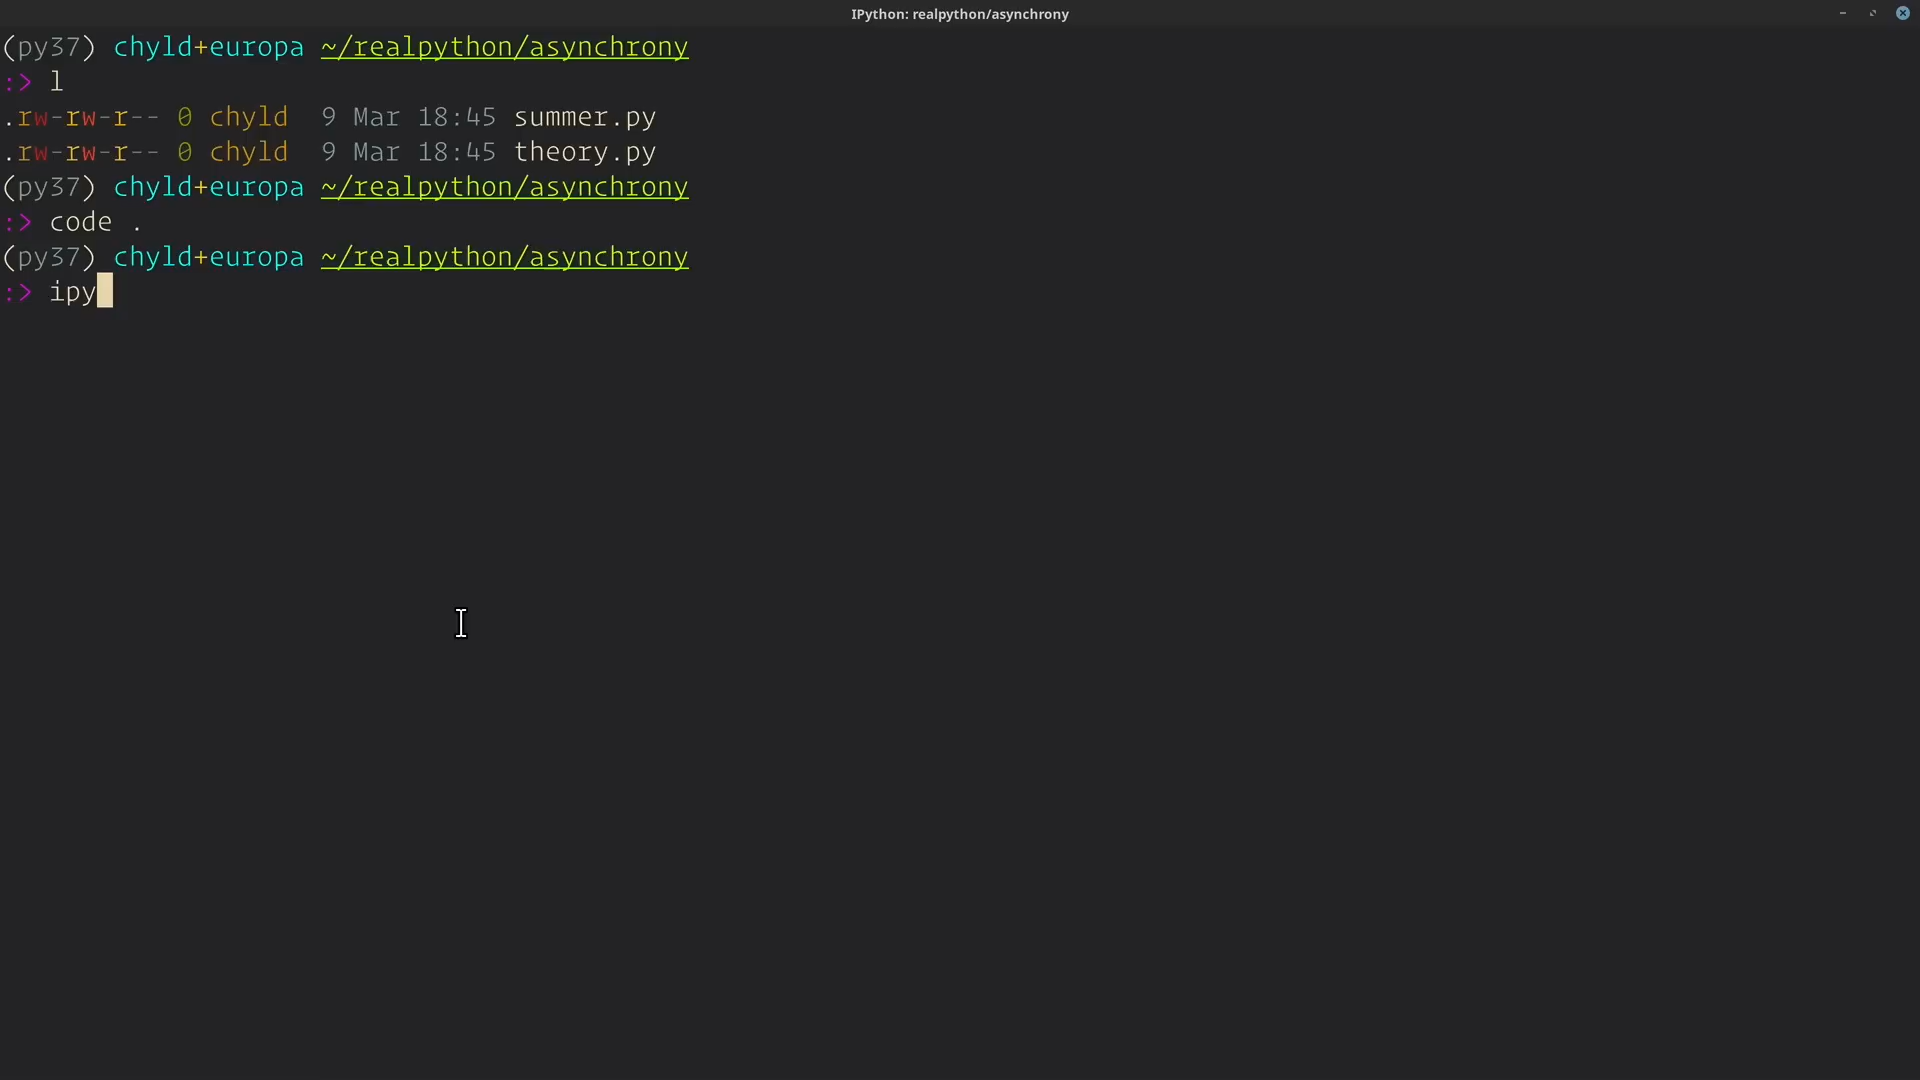 IPython: realpython/asynchrony
(py37) chyld+europa ~/realpython/asynchrony
:> l
.rw-rw-r-- 0 chyld  9 Mar 18:45 summer.py
.rw-rw-r-- 0 chyld  9 Mar 18:45 theory.py
(py37) chyld+europa ~/realpython/asynchrony
:> code .
(py37) chyld+europa ~/realpython/asynchrony
:> ipy